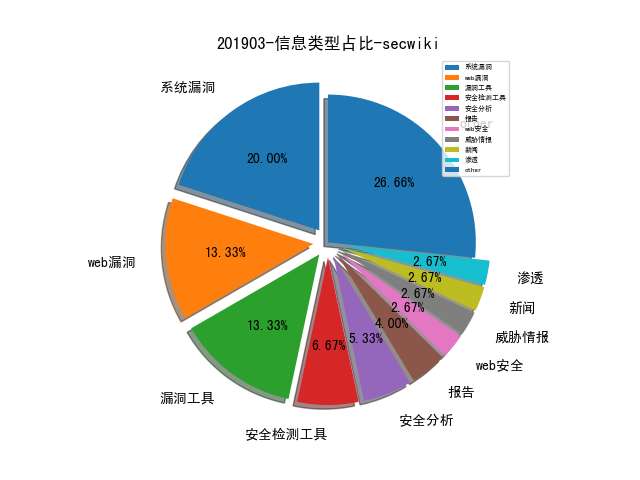 201903-信息类型占比-secwiki
系统漏洞
web漏洞
漏洞工具
安全检测工具
安全分析
报告
web安全
威胁情报
新闻
渗透
other
other
系统漏洞
20.00%
26.66%
web漏洞
13.33%
2.67%
渗透
2.67%
新闻
2.67%
2.67%
威胁情报
13.33%
4.00%
5.33%
6.67%
web安全
报告
漏洞工具
安全分析
安全检测工具